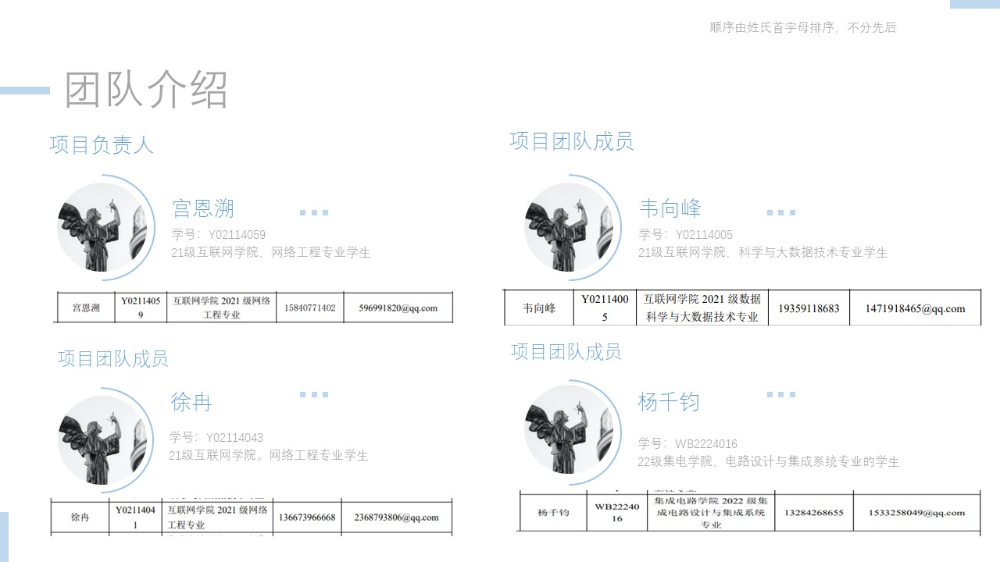 顺序由姓氏首字母排序，不分先后
团队介绍
项目负责人
宫恩溯
学号：Y02114059
21级互联网学院，网络工程专业学生
宫恩溯
Y0211405
9
互联网学院 2021 级网络
工程专业
15840771402
596991820@qq.com
项目团队成员
韦向峰
学号：Y02114005
21级互联网学院，科学与大数据技术专业学生
韦向峰
Y0211400
5
互联网学院 2021 级数据
科学与大数据技术专业
19359118683
1471918465@qq.com
项目团队成员
徐冉
学号：Y02114043
21级互联网学院。网络工程专业学生
徐冉
Y0211404
1
互联网学院 2021 级网络
工程专业
136673966668
2368793806@qq.com
项目团队成员
杨千钧
学号：WB2224016
22级集电学院，电路设计与集成系统专业的学生
杨千钧
WB22240
16
集成电路学院 2022 级集
成电路设计与集成系统
专业
13284268655
1533258049@qq.com